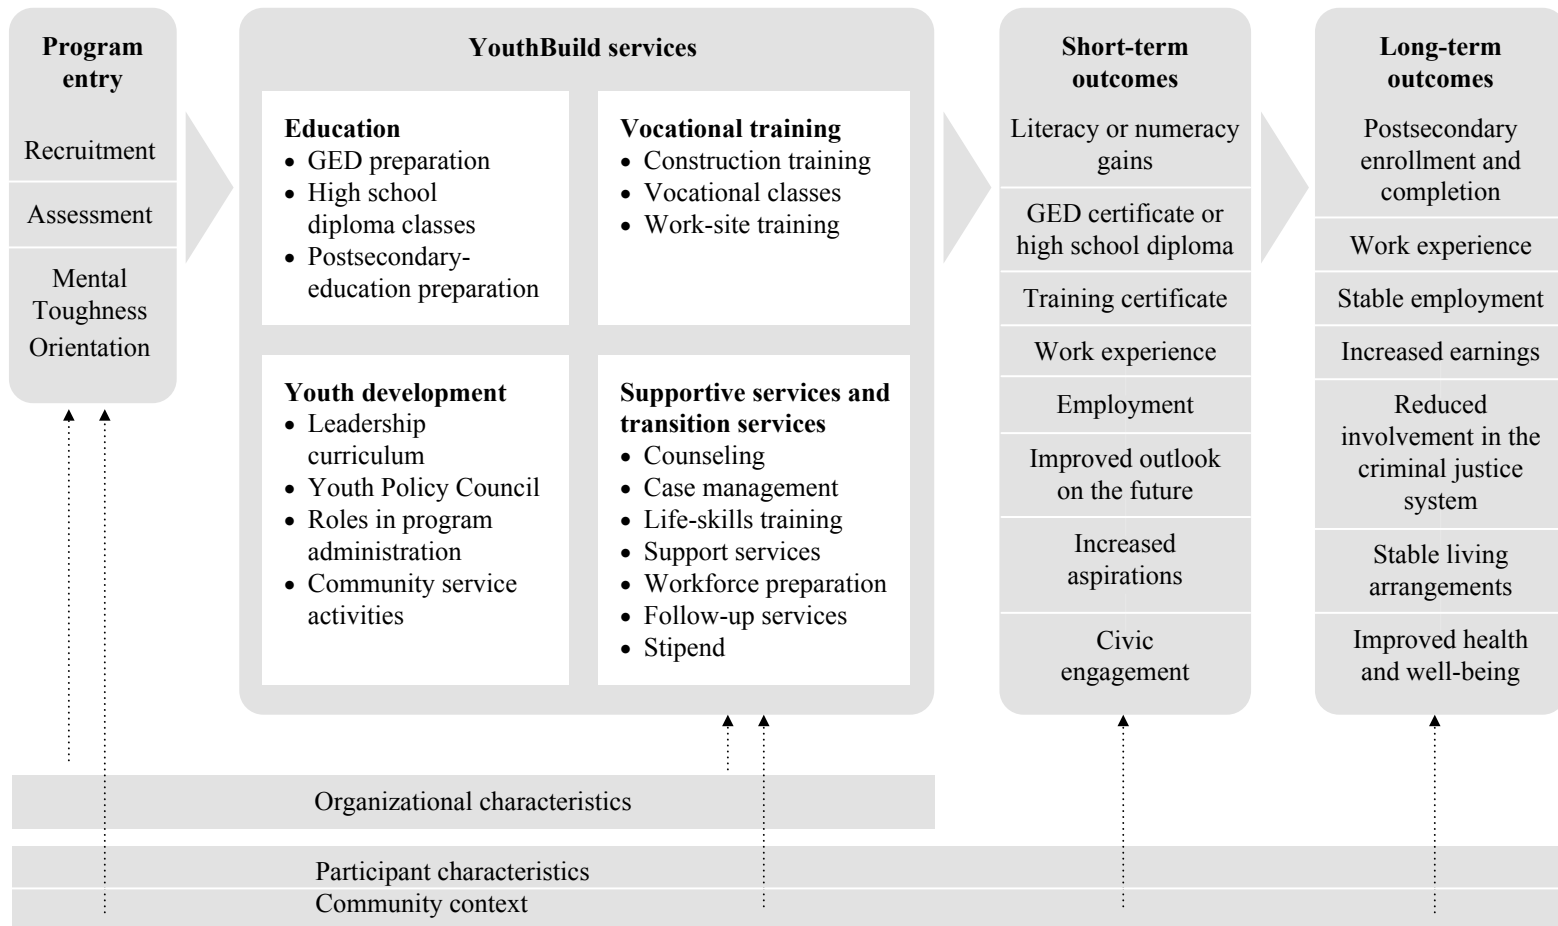 Program
entry
Recruitment
Assessment
Mental
Toughness
Orientation
YouthBuild services
Education
• GED preparation
• High school
diploma classes
• Postsecondary-
education preparation
Vocational training
• Construction training
• Vocational classes
• Work-site training
Youth development
• Leadership
curriculum
• Youth Policy Council
• Roles in program
administration
• Community service
activities
Supportive services and
transition services
• Counseling
• Case management
• Life-skills training
• Support services
• Workforce preparation
• Follow-up services
• Stipend
Short-term
outcomes
Literacy or numeracy
gains
GED certificate or
high school diploma
Training certificate
Work experience
Employment
Improved outlook
on the future
Increased
aspirations
Civic
engagement
Long-term
outcomes
Postsecondary
enrollment and
completion
Work experience
Stable employment
Increased earnings
Reduced
involvement in the
criminal justice
system
Stable living
arrangements
Improved health
and well-being
Organizational characteristics
Participant characteristics
Community context